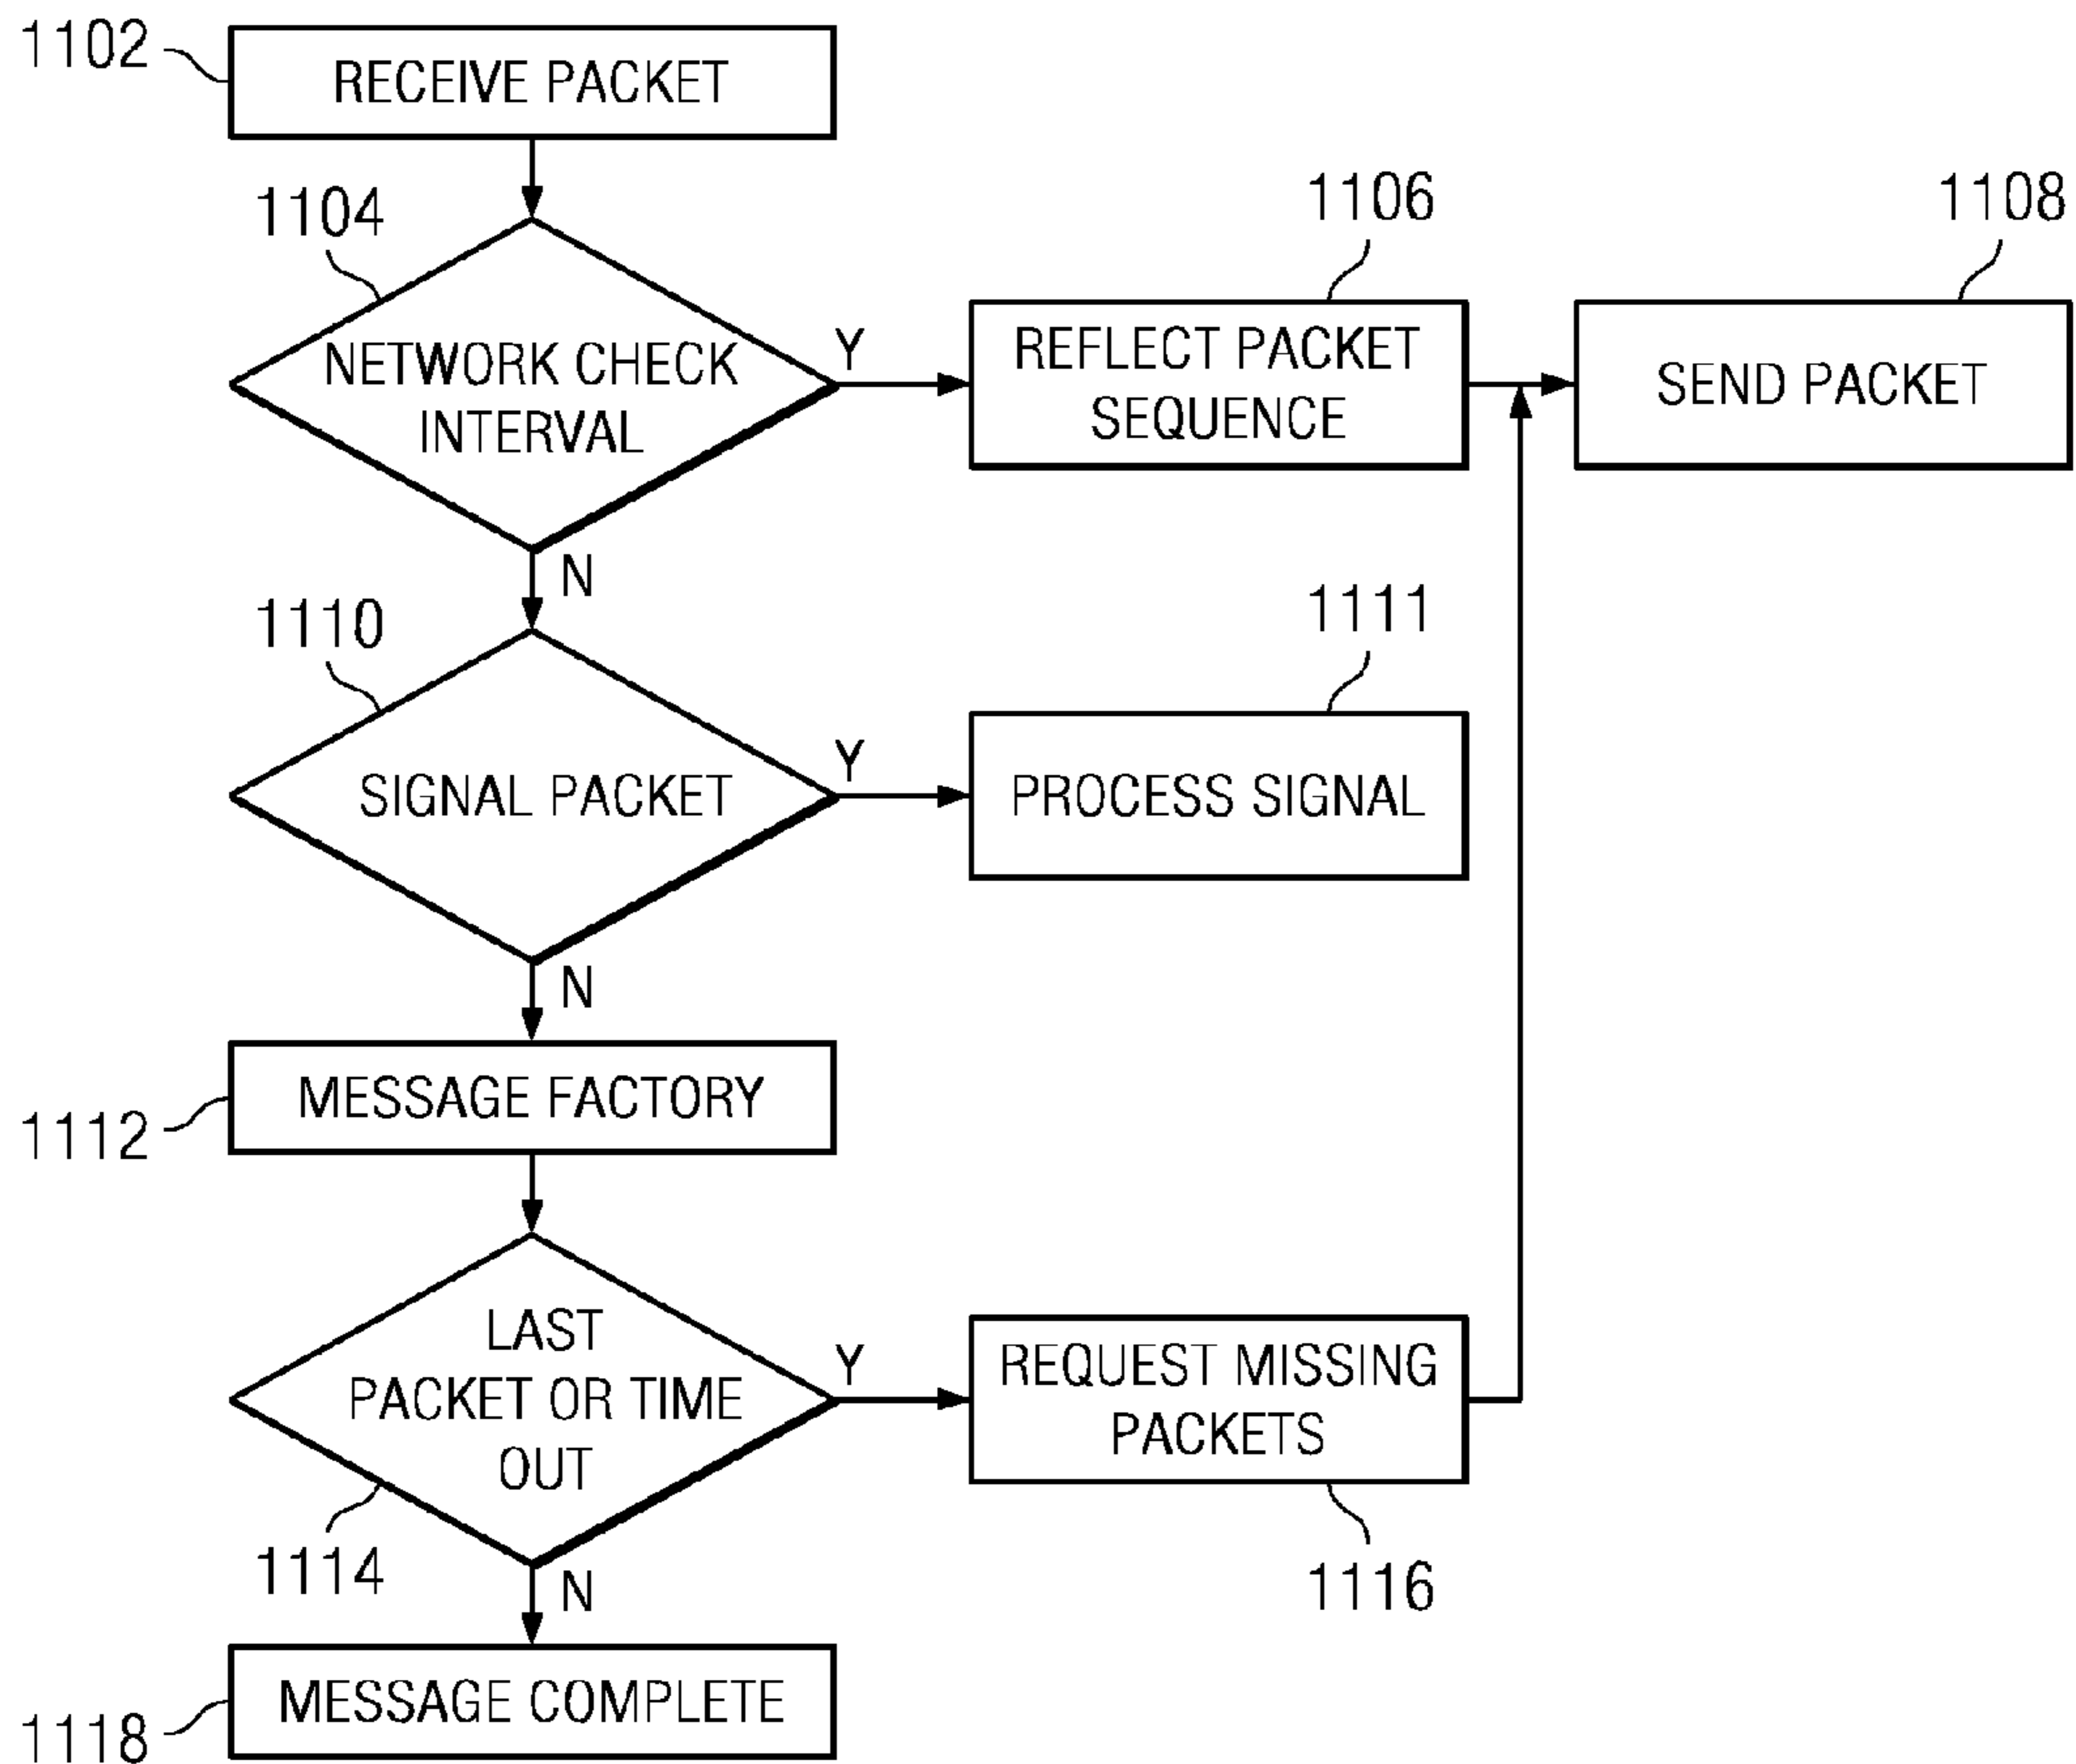 1102
RECEIVE PACKET
1104
1106
1108
NETWORK CHECK
INTERVAL
Y
REFLECT PACKET
SEQUENCE
SEND PACKET
N
1110
1111
SIGNAL PACKET
Y
PROCESS SIGNAL
N
MESSAGE FACTORY
1112
LAST
PACKET OR TIME
OUT
Y
REQUEST MISSING
PACKETS
1114
N
1116
MESSAGE COMPLETE
1118